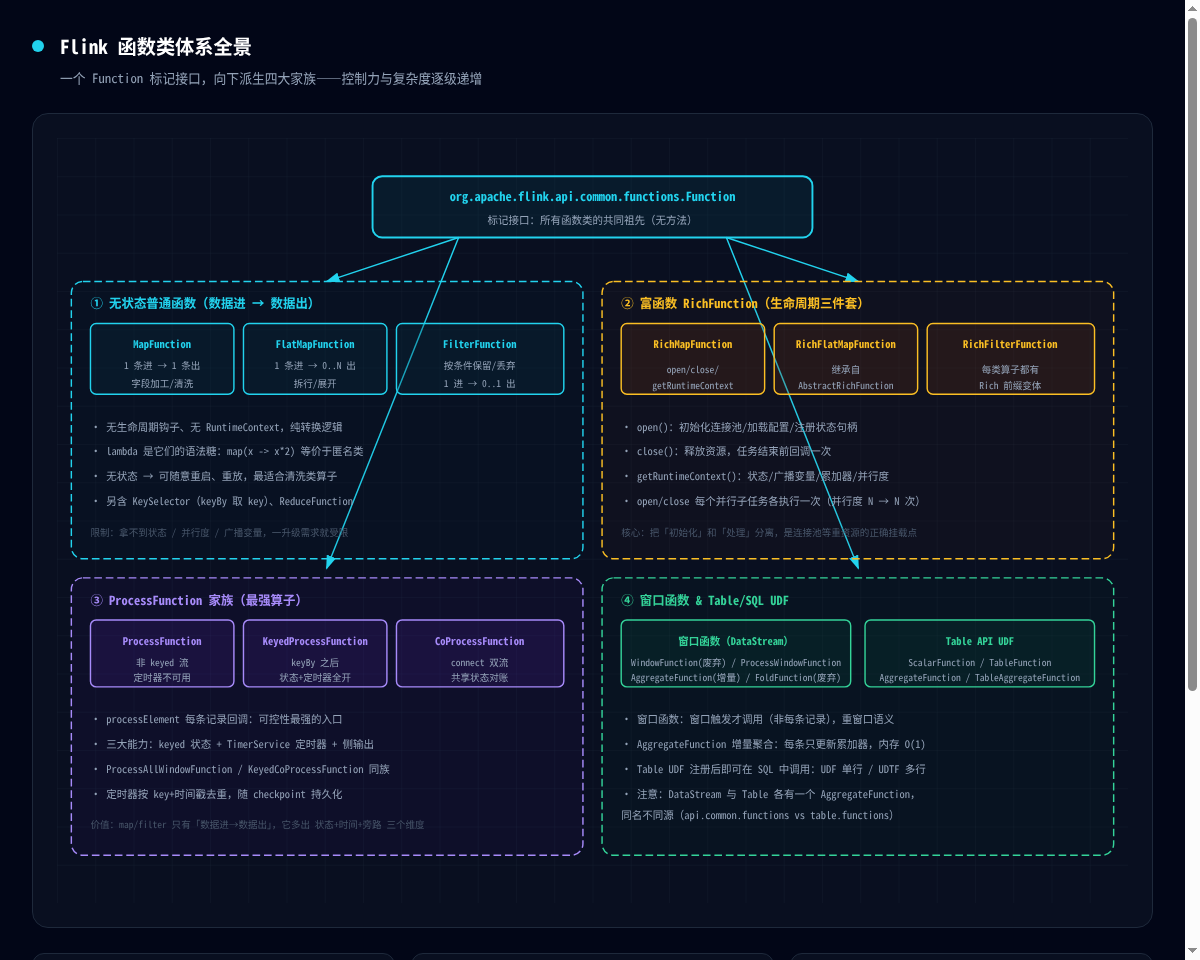 Flink 函数类体系全景
一个 Function 标记接口，向下派生四大家族——控制力与复杂度逐级递增
org.apache.flink.api.common.functions.Function
标记接口：所有函数类的共同祖先（无方法）
① 无状态普通函数（数据进 → 数据出）
MapFunction
1 条进 → 1 条出
字段加工/清洗
FlatMapFunction
1 条进 → 0..N 出
拆行/展开
FilterFunction
按条件保留/丢弃
1 进 → 0..1 出
• 无生命周期钩子、无 RuntimeContext，纯转换逻辑
• lambda 是它们的语法糖：map(x -> x*2) 等价于匿名类
• 无状态 → 可随意重启、重放，最适合清洗类算子
• 另含 KeySelector（keyBy 取 key）、ReduceFunction
限制：拿不到状态 / 并行度 / 广播变量，一升级需求就受限
② 富函数 RichFunction（生命周期三件套）
RichMapFunction
open/close/
getRuntimeContext
RichFlatMapFunction
继承自
AbstractRichFunction
RichFilterFunction
每类算子都有
Rich 前缀变体
• open()：初始化连接池/加载配置/注册状态句柄
• close()：释放资源，任务结束前回调一次
• getRuntimeContext()：状态/广播变量/累加器/并行度
• open/close 每个并行子任务各执行一次（并行度 N → N 次）
核心：把「初始化」和「处理」分离，是连接池等重资源的正确挂载点
③ ProcessFunction 家族（最强算子）
ProcessFunction
非 keyed 流
定时器不可用
KeyedProcessFunction
keyBy 之后
状态+定时器全开
CoProcessFunction
connect 双流
共享状态对账
• processElement 每条记录回调：可控性最强的入口
• 三大能力：keyed 状态 + TimerService 定时器 + 侧输出
• ProcessAllWindowFunction / KeyedCoProcessFunction 同族
• 定时器按 key+时间戳去重，随 checkpoint 持久化
价值：map/filter 只有「数据进→数据出」，它多出 状态+时间+旁路 三个维度
④ 窗口函数 & Table/SQL UDF
窗口函数（DataStream）
WindowFunction(废弃) / ProcessWindowFunction
AggregateFunction(增量) / FoldFunction(废弃)
Table API UDF
ScalarFunction / TableFunction
AggregateFunction / TableAggregateFunction
• 窗口函数：窗口触发才调用（非每条记录），重窗口语义
• AggregateFunction 增量聚合：每条只更新累加器，内存 O(1)
• Table UDF 注册后即可在 SQL 中调用：UDF 单行 / UDTF 多行
• 注意：DataStream 与 Table 各有一个 AggregateFunction，
同名不同源（api.common.functions vs table.functions）